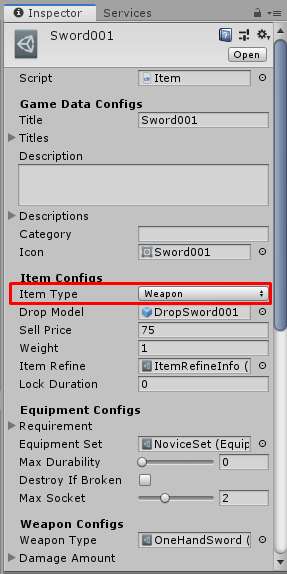 Inspector Services
Sword001
Open
Script Item
Game Data Configs
Title Sword001
Titles
Description
Descriptions
Category
Icon Sword001
Item Configs
Item Type Weapon
Drop Model DropSword001
Sell Price 75
Weight 1
Item Refine ItemRefineInfo (
Lock Duration 0
Equipment Configs
Requirement
Equipment Set NoviceSet (Equip
Max Durability 0
Destroy If Broken
Max Socket 2
Weapon Configs
Weapon Type OneHandSword (
Damage Amount